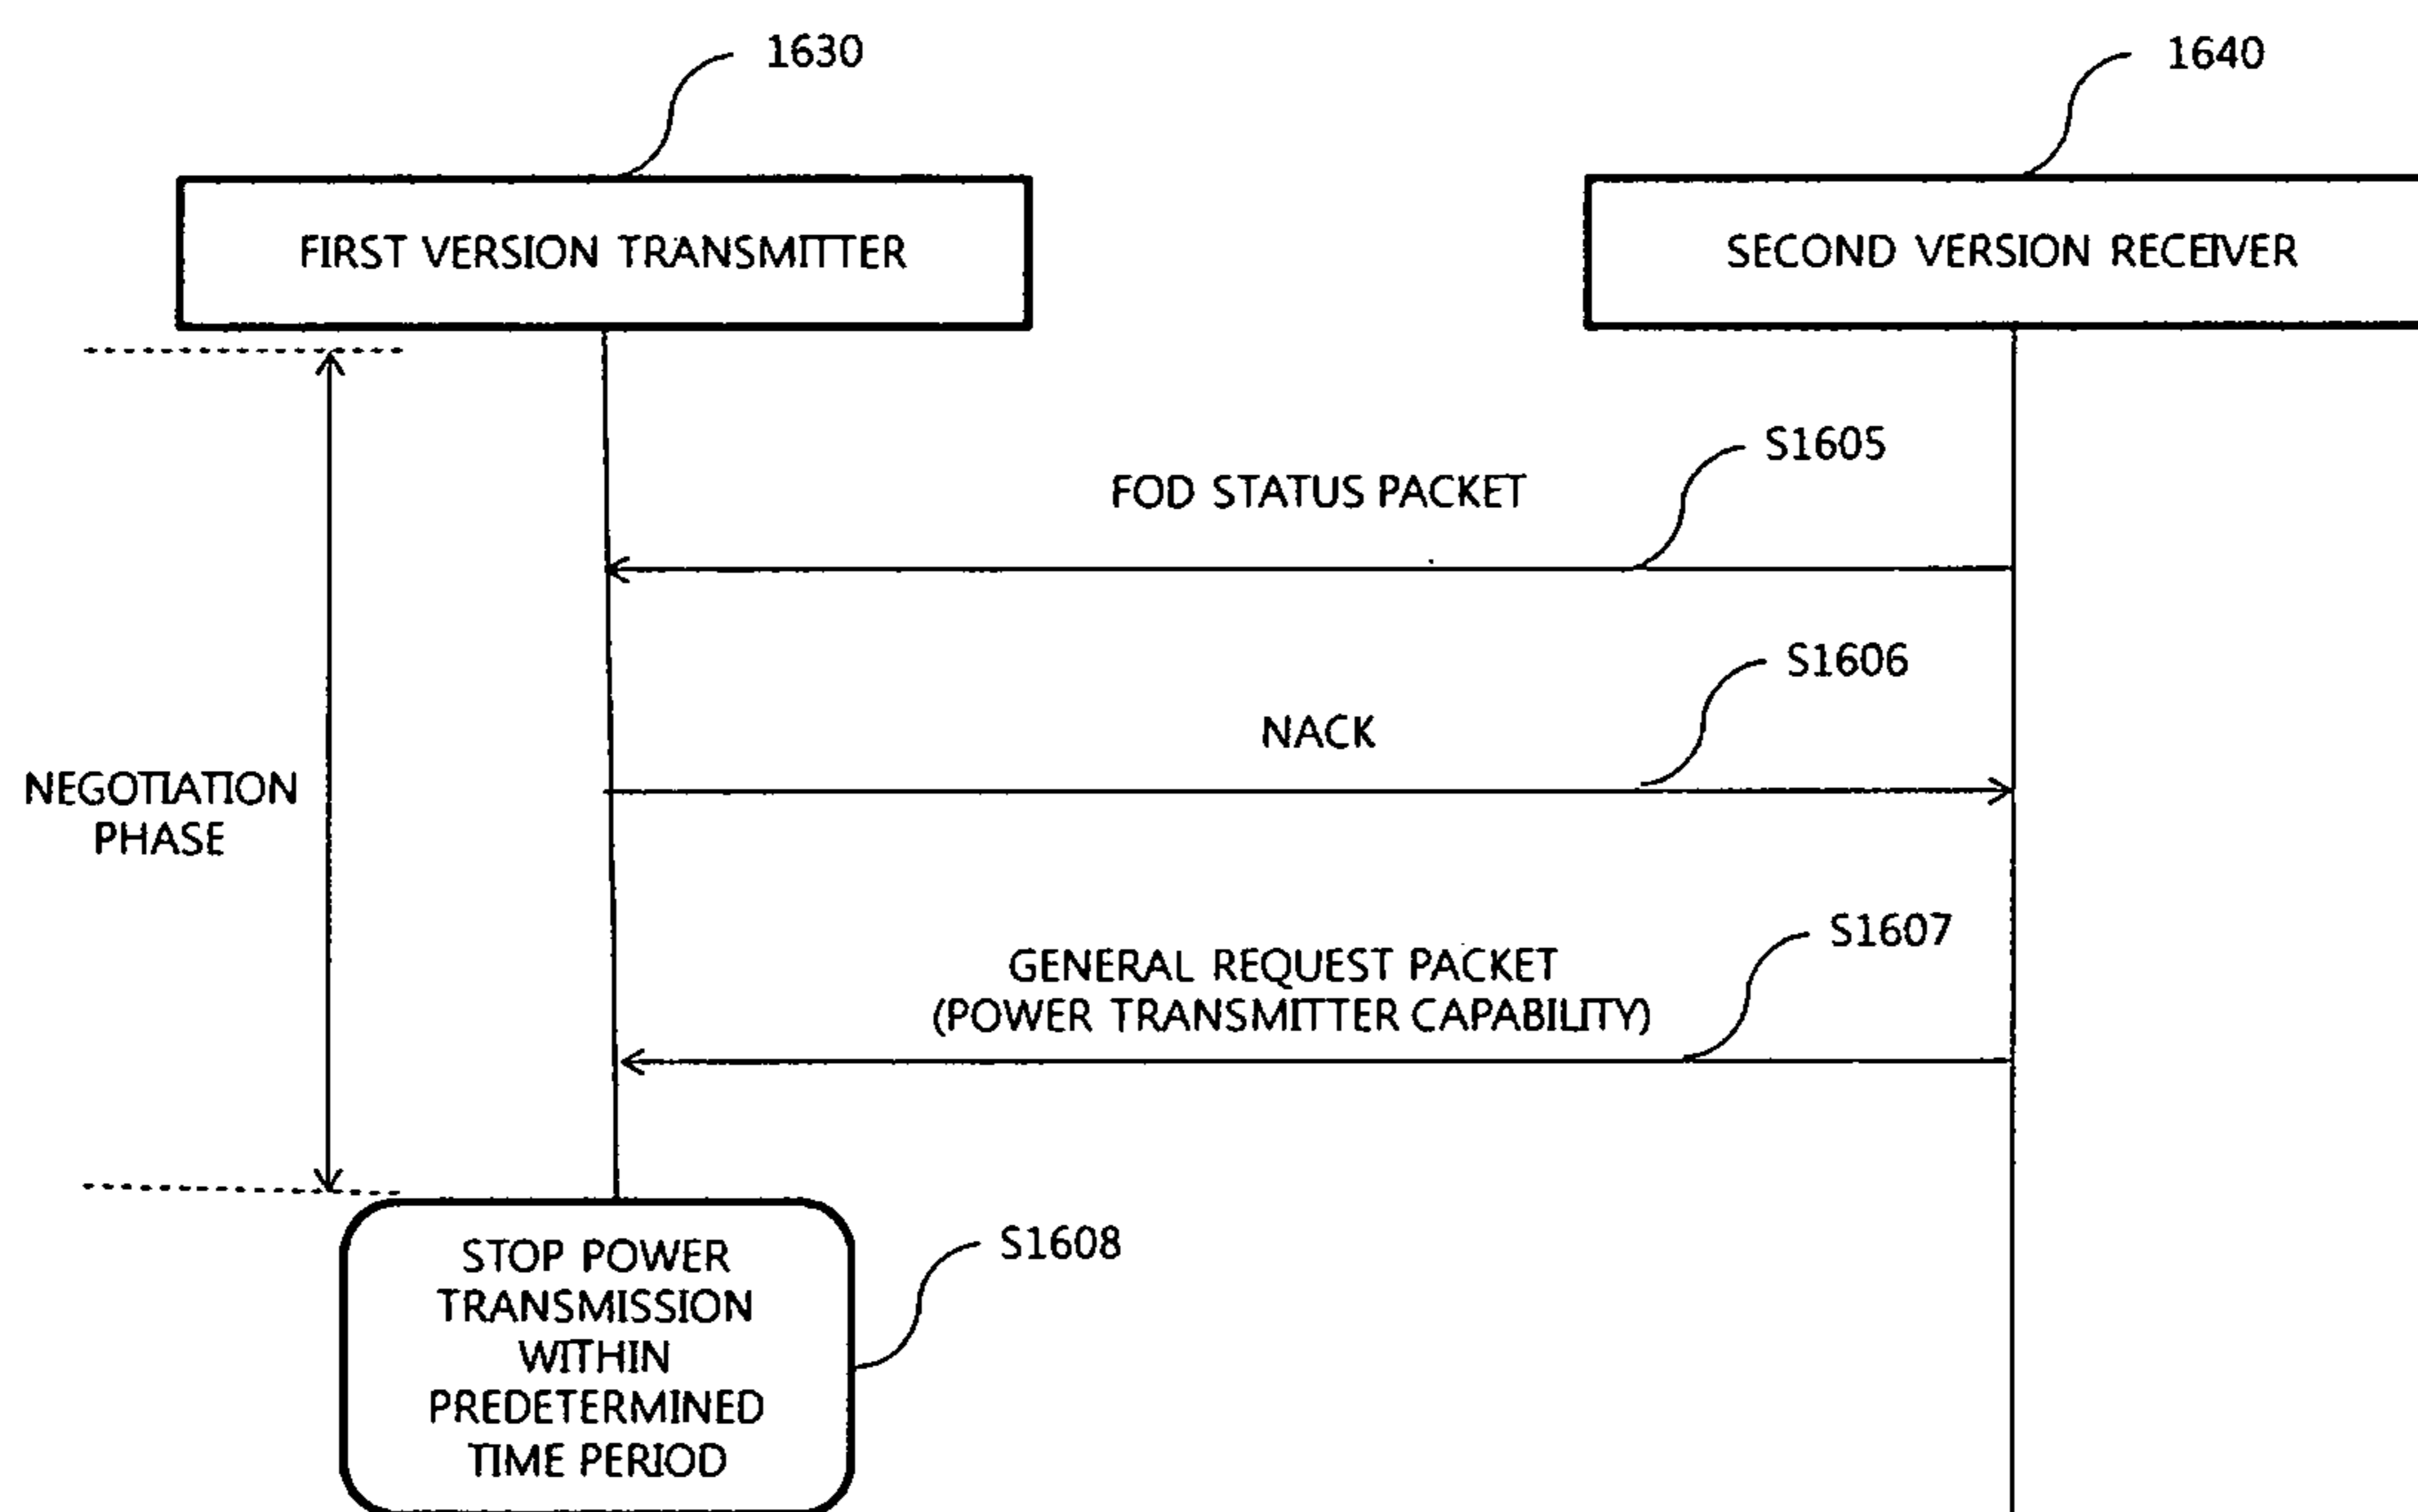 1630
1640
FIRST VERSION TRANSMITTER
SECOND VERSION RECEIVER
S1605
FOD STATUS PACKET
S1606
NACK
NEGOTIATION
PHASE
S1607
GENERAL REQUEST PACKET
(POWER TRANSMITTER CAPABILITY)
S1608
STOP POWER
TRANSMISSION
WITHIN
PREDETERMINED
TIME PERIOD